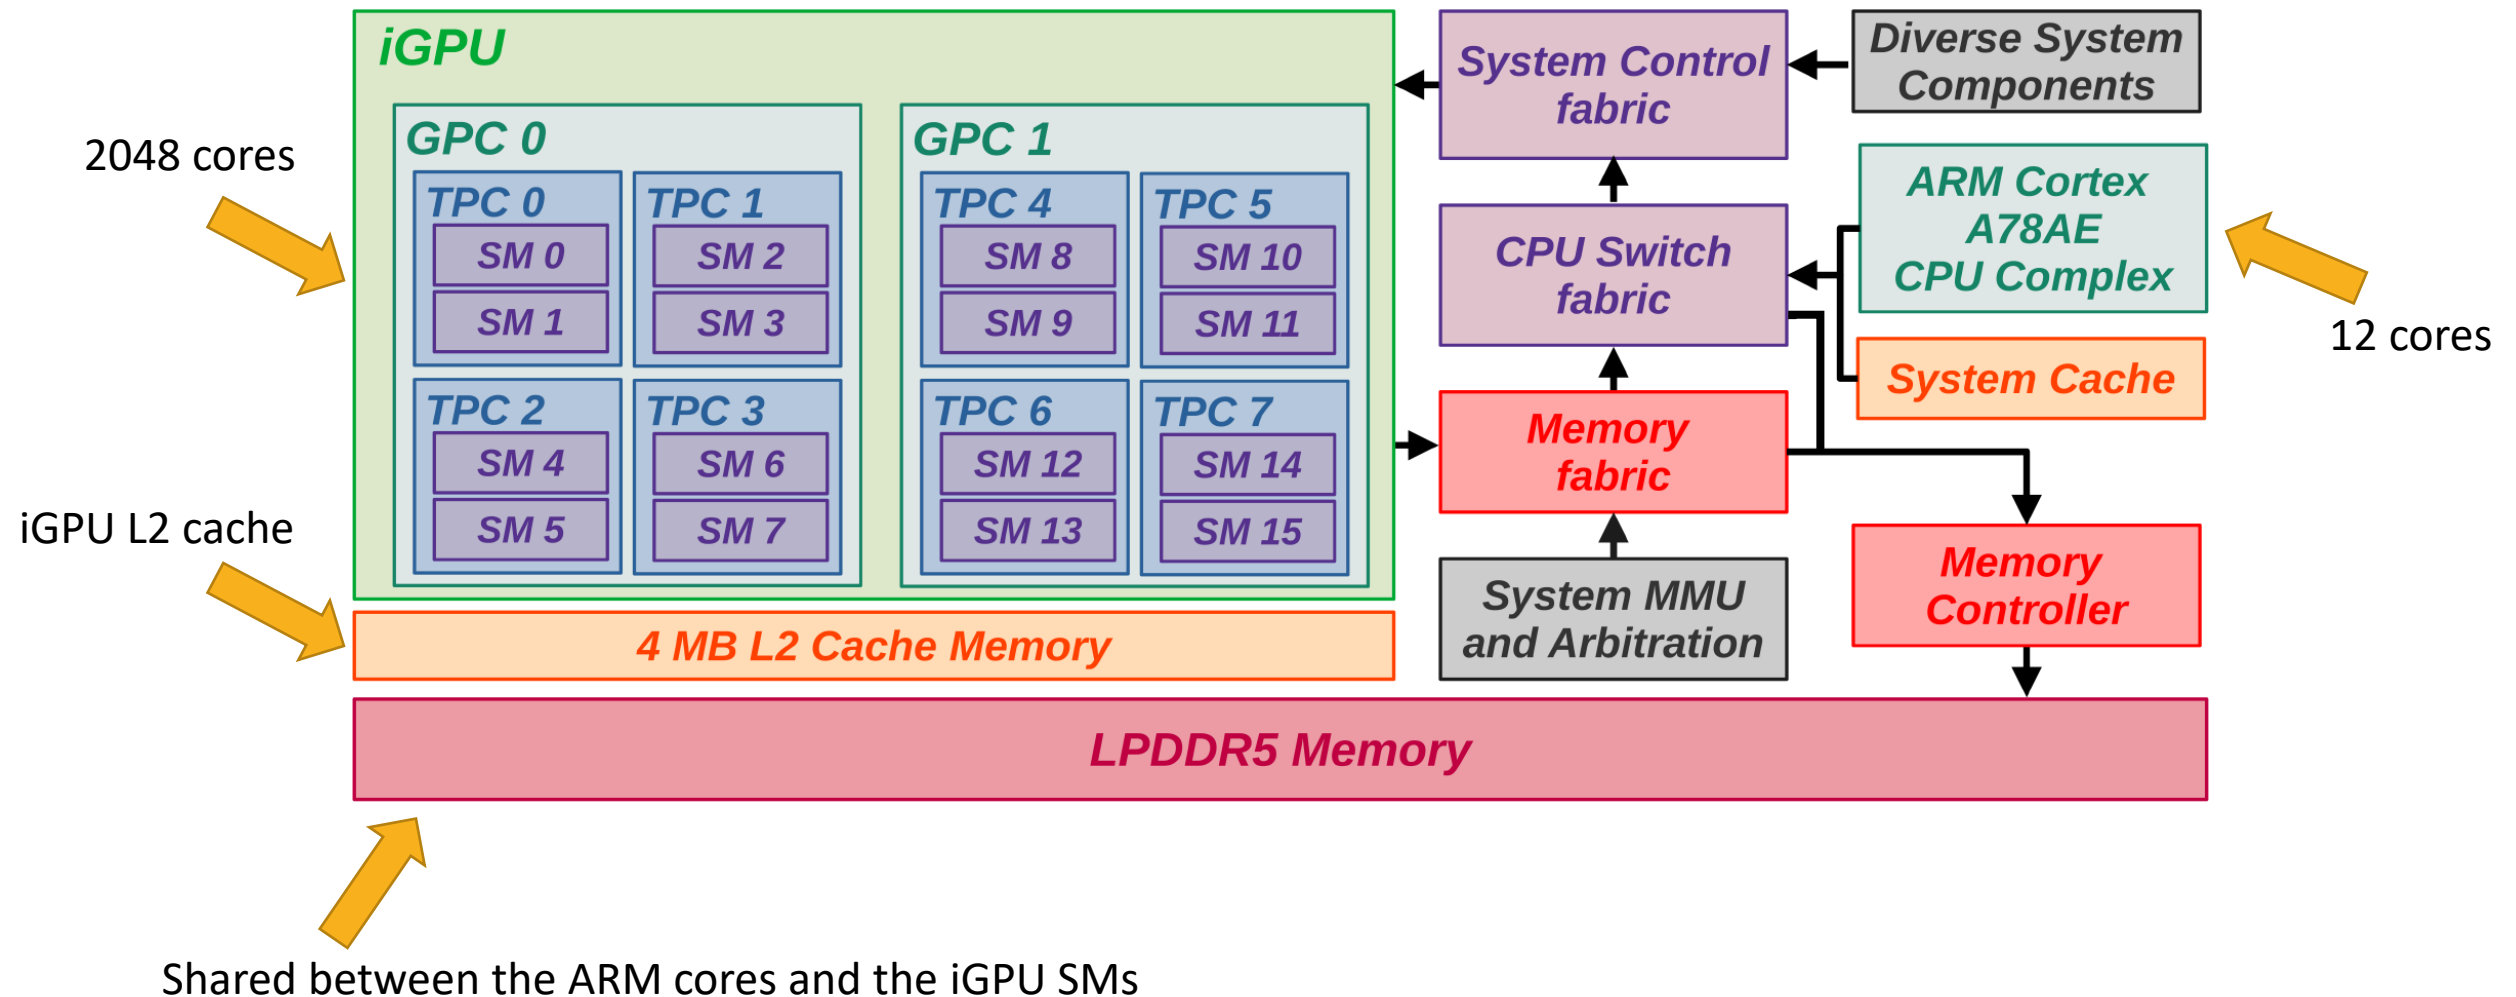 iGPU
GPC 0
TPC 0
SM 0
SM 1
TPC 1
SM 2
SM 3
TPC 2
SM 4
SM 5
TPC 3
SM 6
SM 7
GPC 1
TPC 4
SM 8
SM 9
TPC 5
SM 10
SM 11
TPC 6
SM 12
SM 13
TPC 7
SM 14
SM 15
4 MB L2 Cache Memory
LPDDR5 Memory
System Control
fabric
CPU Switch
fabric
Memory
fabric
System MMU
and Arbitration
Diverse System
Components
ARM Cortex
A78AE
CPU Complex
System Cache
Memory
Controller
2048 cores
iGPU L2 cache
12 cores
Shared between the ARM cores and the iGPU SMs